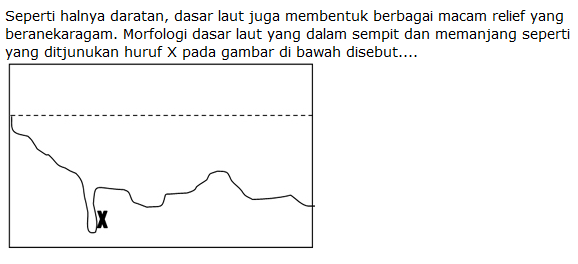 Seperti halnya daratan, dasar laut juga membentuk berbagai macam relief yang
beranekaragam. Morfologi dasar laut yang dalam sempit dan memanjang seperti
yang ditjunukan huruf X pada gambar di bawah disebut....
X